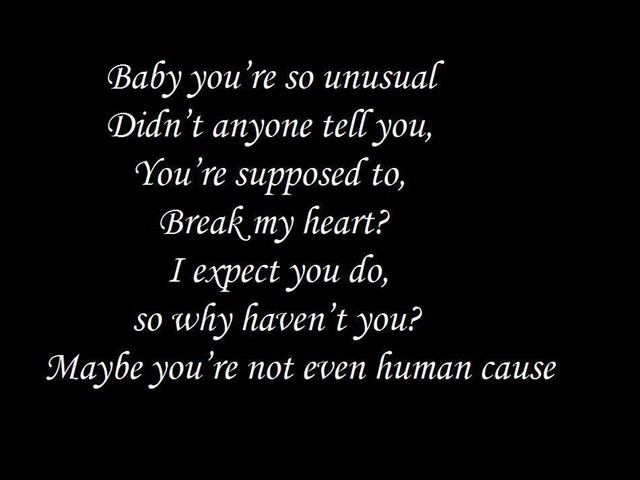 Baby you’re so unusual
Didn’t anyone tell you,
You’re supposed to,
Break my heart?
I expect you do,
so why haven’t you?
Maybe you’re not even human cause